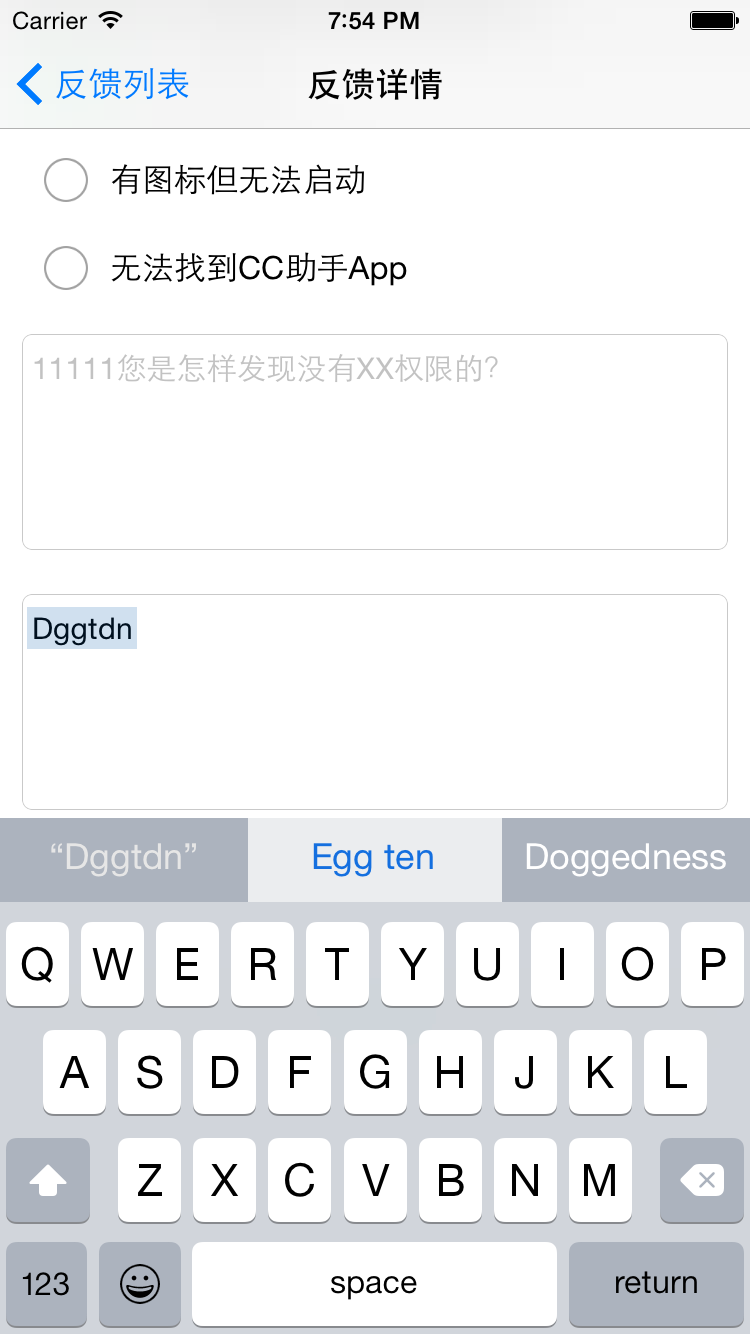 Carrier 7:54 PM
反馈列表 反馈详情
有图标但无法启动
无法找到CC助手App
11111您是怎样发现没有XX权限的?
Dggtdn
“Dggtdn” Egg ten Doggedness
Q W E R T Y U I O P
A S D F G H J K L
Z X C V B N M
123 space return